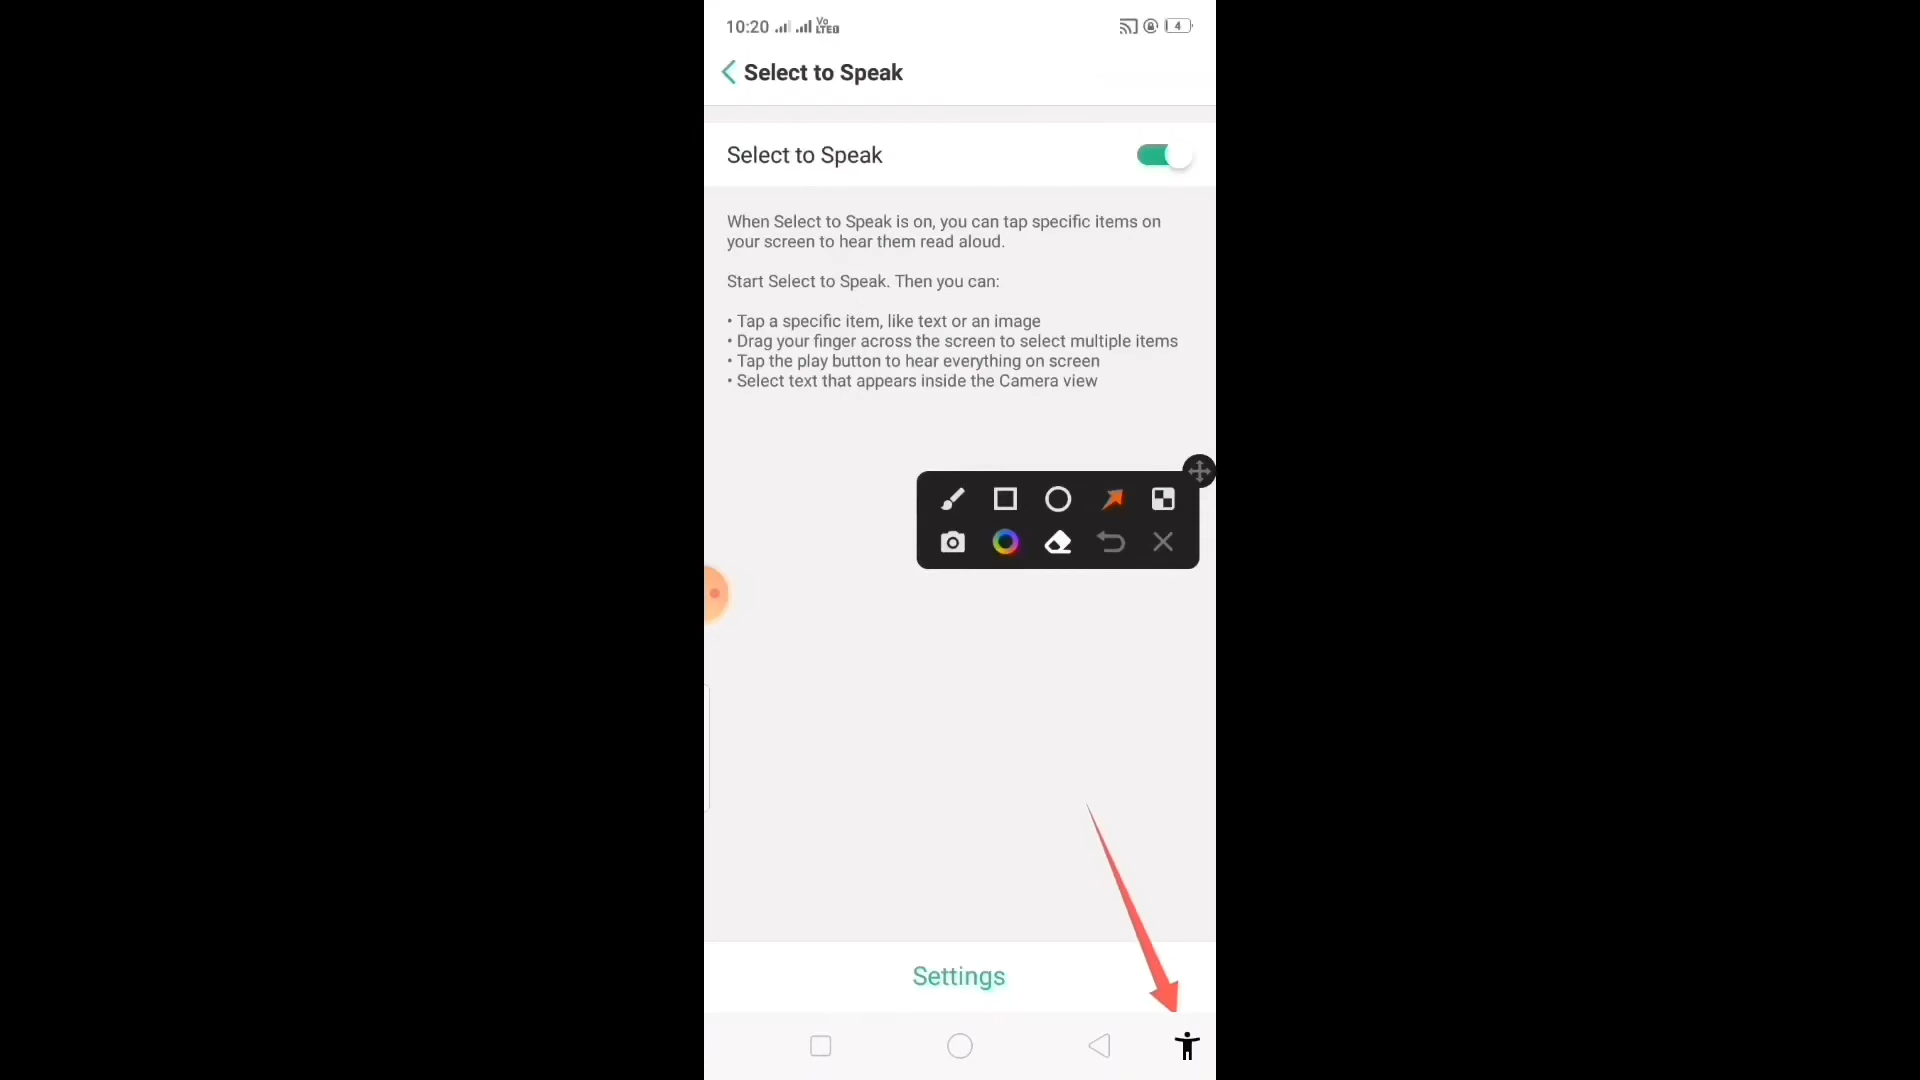 10:20 Vo LTE
4
Select to Speak
Select to Speak
When Select to Speak is on, you can tap specific items on
your screen to hear them read aloud.
Start Select to Speak. Then you can:
• Tap a specific item, like text or an image
• Drag your finger across the screen to select multiple items
• Tap the play button to hear everything on screen
• Select text that appears inside the Camera view
Settings